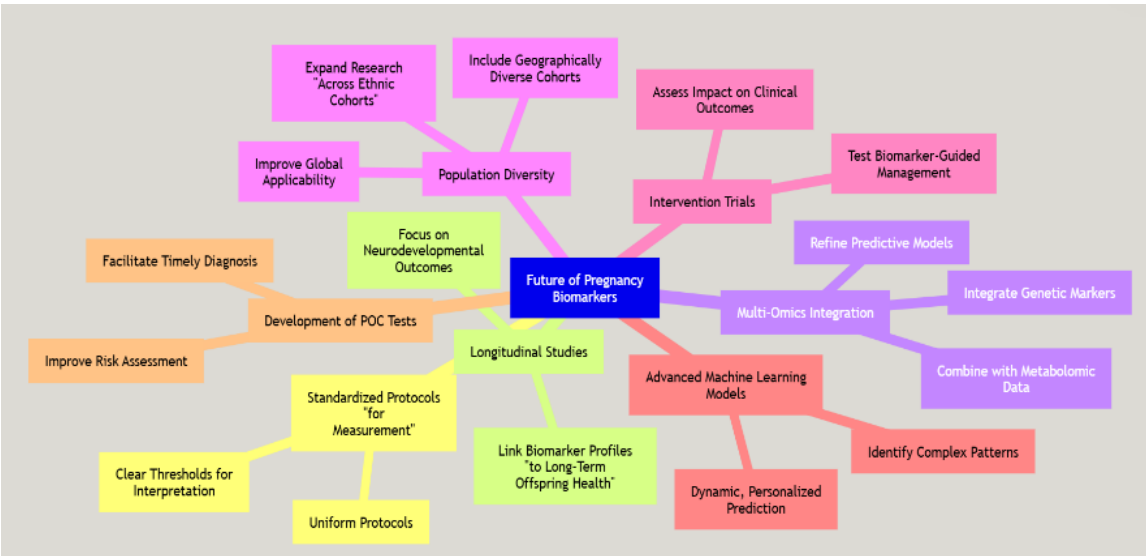 Expand Research
"Across Ethnic
Cohorts"
Include Geographically
Diverse Cohorts
Improve Global
Applicability
Population Diversity
Assess Impact on Clinical
Outcomes
Test Biomarker-Guided
Management
Intervention Trials
Focus on
Neurodevelopmental
Outcomes
Facilitate Timely Diagnosis
Development of POC Tests
Improve Risk Assessment
Future of Pregnancy
Biomarkers
Refine Predictive Models
Integrate Genetic Markers
Multi-Omics Integration
Combine with Metabolomic
Data
Longitudinal Studies
Link Biomarker Profiles
"to Long-Term
Offspring Health"
Standardized Protocols
"for
Measurement"
Clear Thresholds for
Interpretation
Uniform Protocols
Advanced Machine Learning
Models
Identify Complex Patterns
Dynamic, Personalized
Prediction